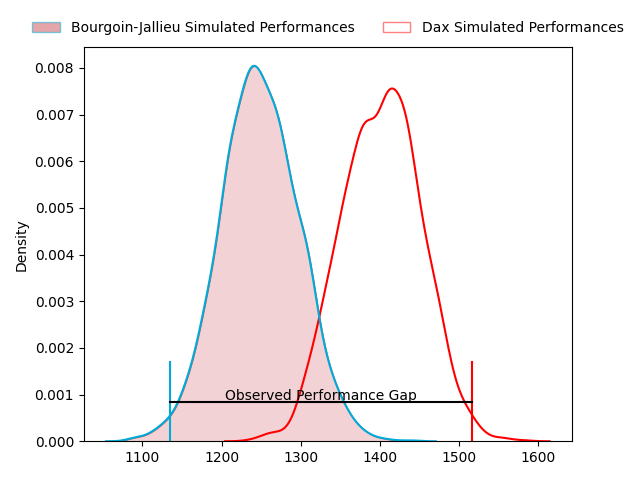 Bourgoin-Jallieu Simulated Performances
Dax Simulated Performances
0.008
0.007
0.006
0.005
0.004
0.003
0.002
0.001
0.000
Density
Observed Performance Gap
1100 1200 1300 1400 1500 1600